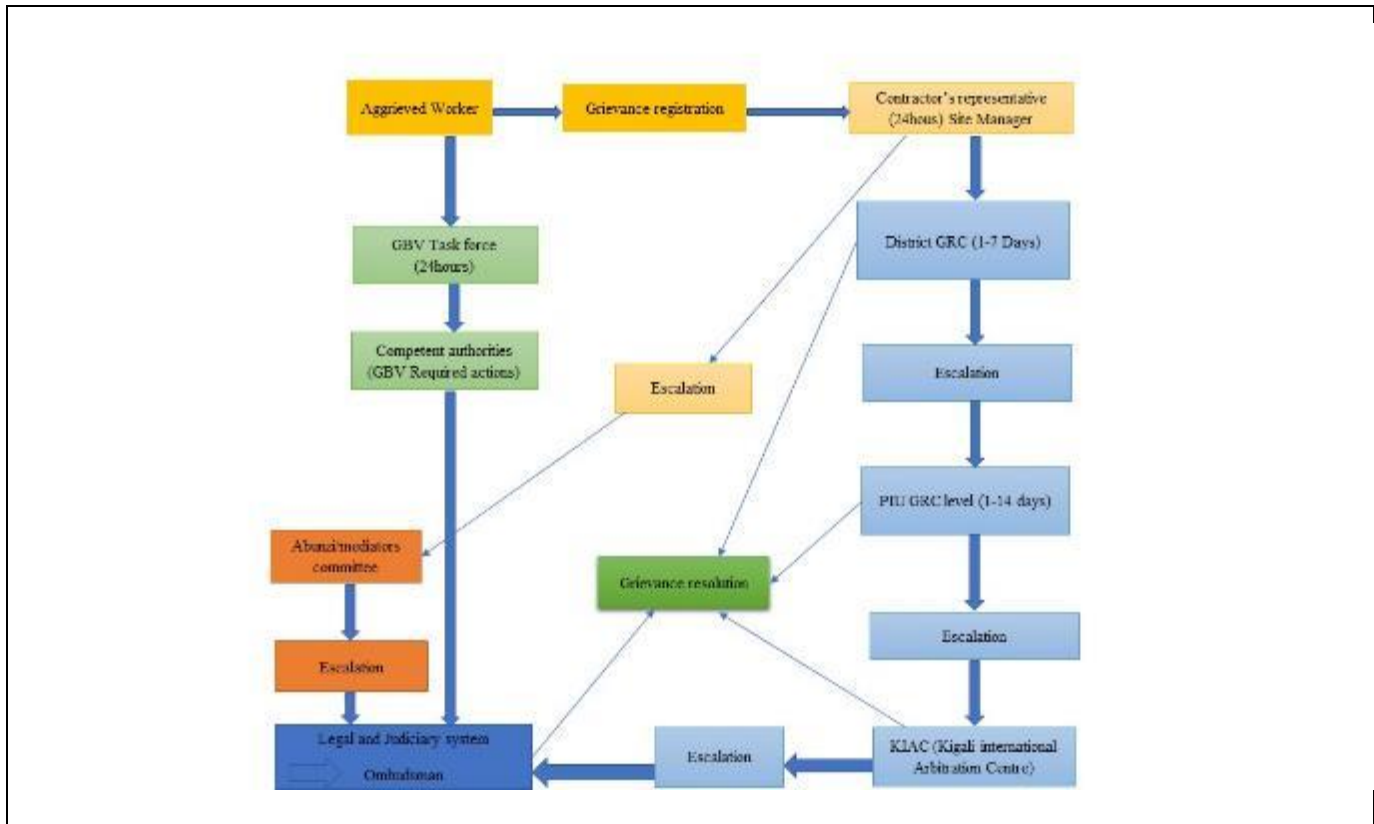 Aggrieved Worker
Grievance registration
Contractor's representative
(24hous) Site Manager
GBV Task force
(24hours)
District GRC (1-7 Days)
Competent authorities
(GBV Required actions)
Escalation
Escalation
PIU GRC level (1-14 days)
Abunzi/mediators
committee
Grievance resolution
Escalation
Escalation
Legal and Judiciary system
Ombudsman
Escalation
KIAC (Kigali international
Arbitration Centre)